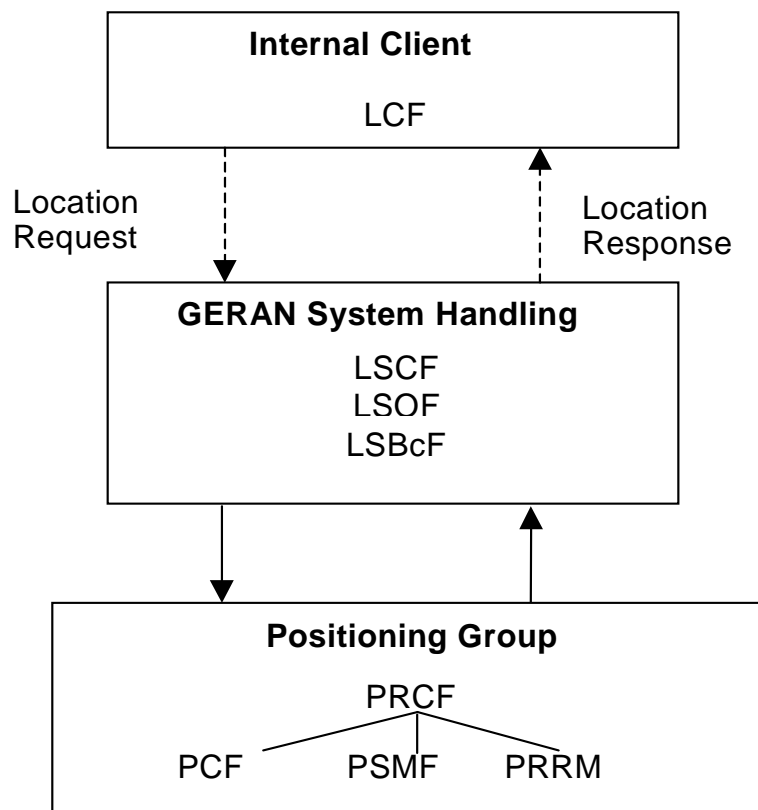 Internal Client
LCF
Location
Request
Location
Response
GERAN System Handling
LSCF
LSOF
LSBcF
Positioning Group
PRCF
PCF PSMF PRRM